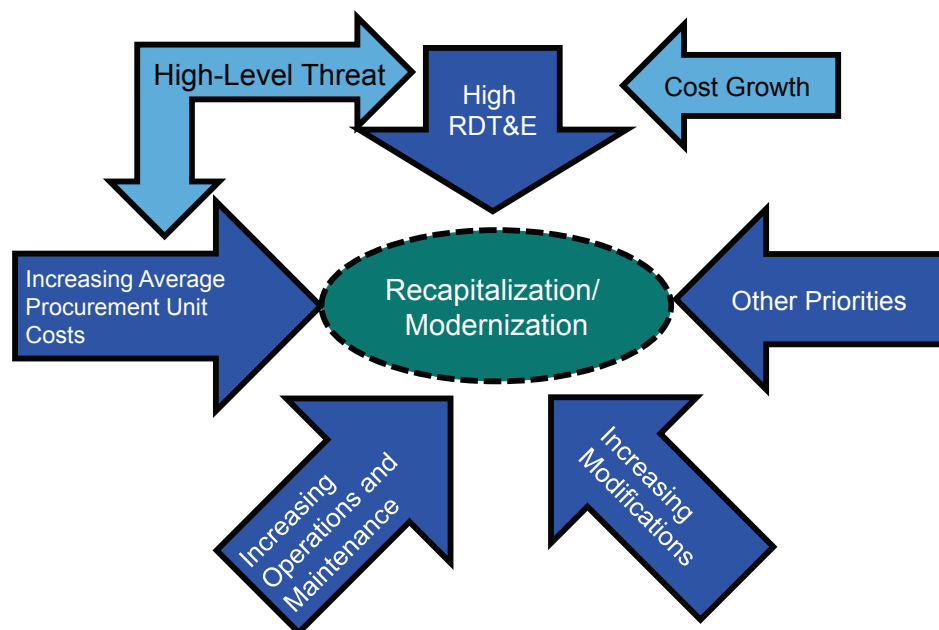 High-Level Threat
High
RDT&E
Cost Growth
Increasing Average
Procurement Unit
Costs
Recapitalization/
Modernization
Other Priorities
Increasing
Operations and
Maintenance
Increasing
Modifications